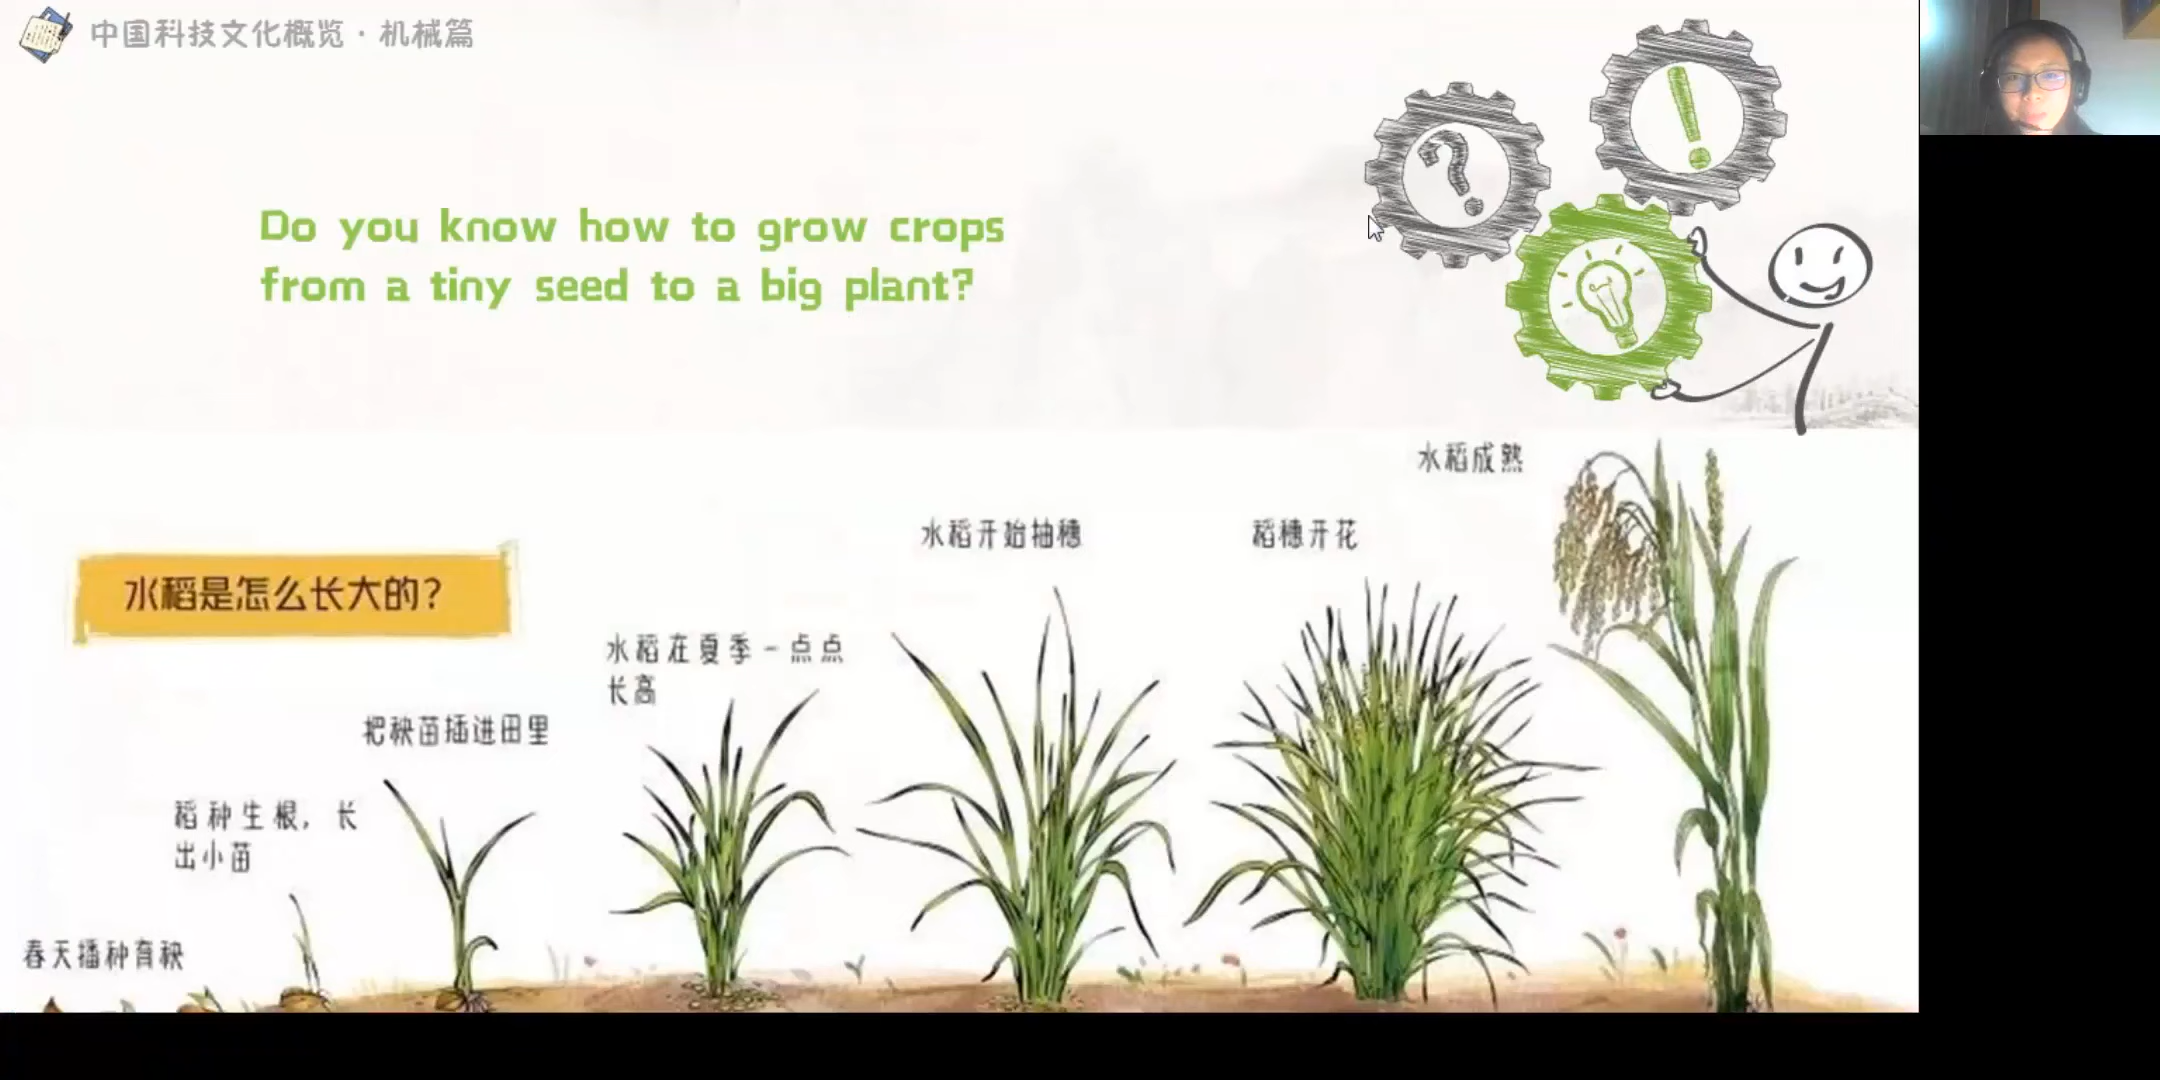 中国科技文化概览·机械篇
Do you know how to grow crops
from a tiny seed to a big plant?
水稻成熟
水稻开始抽穗
稻穗开花
水稻是怎么长大的?
水稻在夏季一点点
长高
把秧苗插进田里
稻种生根，长
出小苗
春天播种育秧